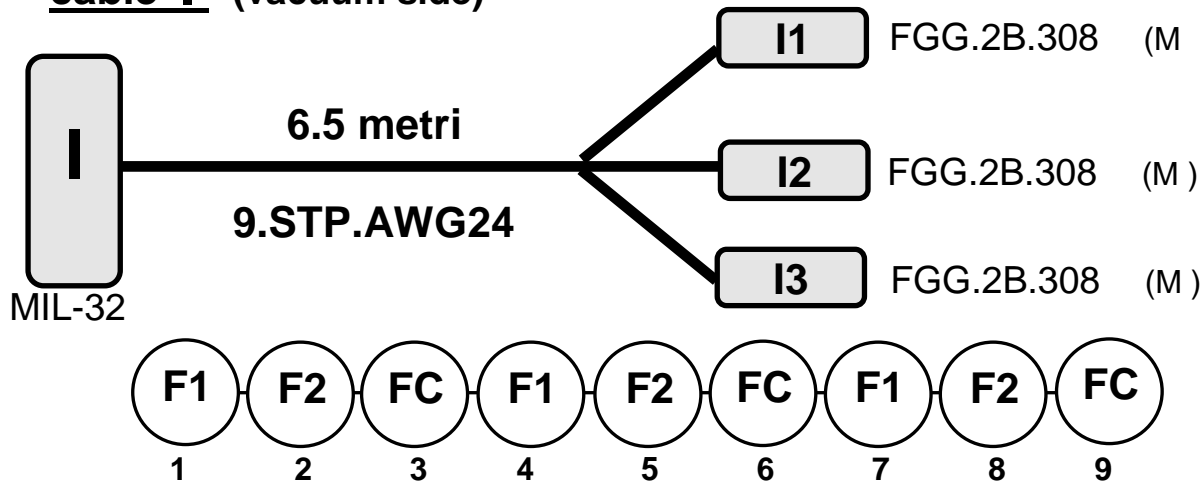 (vacuum side)
I1 FGG.2B.308 (M
I
6.5 metri
I2 FGG.2B.308 (M )
9.STP.AWG24
I3 FGG.2B.308 (M )
MIL-32
F1 F2 FC F1 F2 FC F1 F2 FC
1 2 3 4 5 6 7 8 9